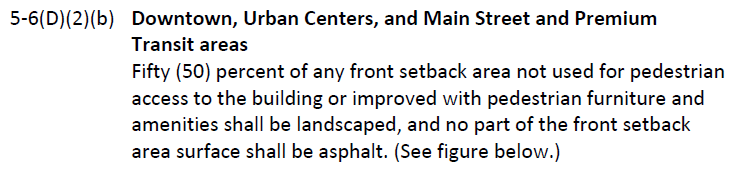 5-6(D)(2)(b) Downtown, Urban Centers, and Main Street and Premium
Transit areas
Fifty (50) percent of any front setback area not used for pedestrian
access to the building or improved with pedestrian furniture and
amenities shall be landscaped, and no part of the front setback
area surface shall be asphalt. (See figure below.)